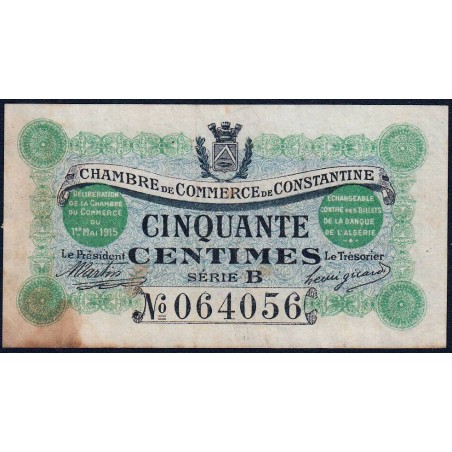 CHAMBRE DE COMMERCE DE CONSTANTINE
DÉLIBÉRATION
DE LA CHAMBRE
DU COMMERCE
DU
1ER MAI 1915
ÉCHANGEABLE
CONTRE DES BILLETS
DE LA BANQUE
DE L'ALGÉRIE
CINQUANTE
CENTIMES
Le Président
Le Trésorier
SÉRIE B
Nº 064056